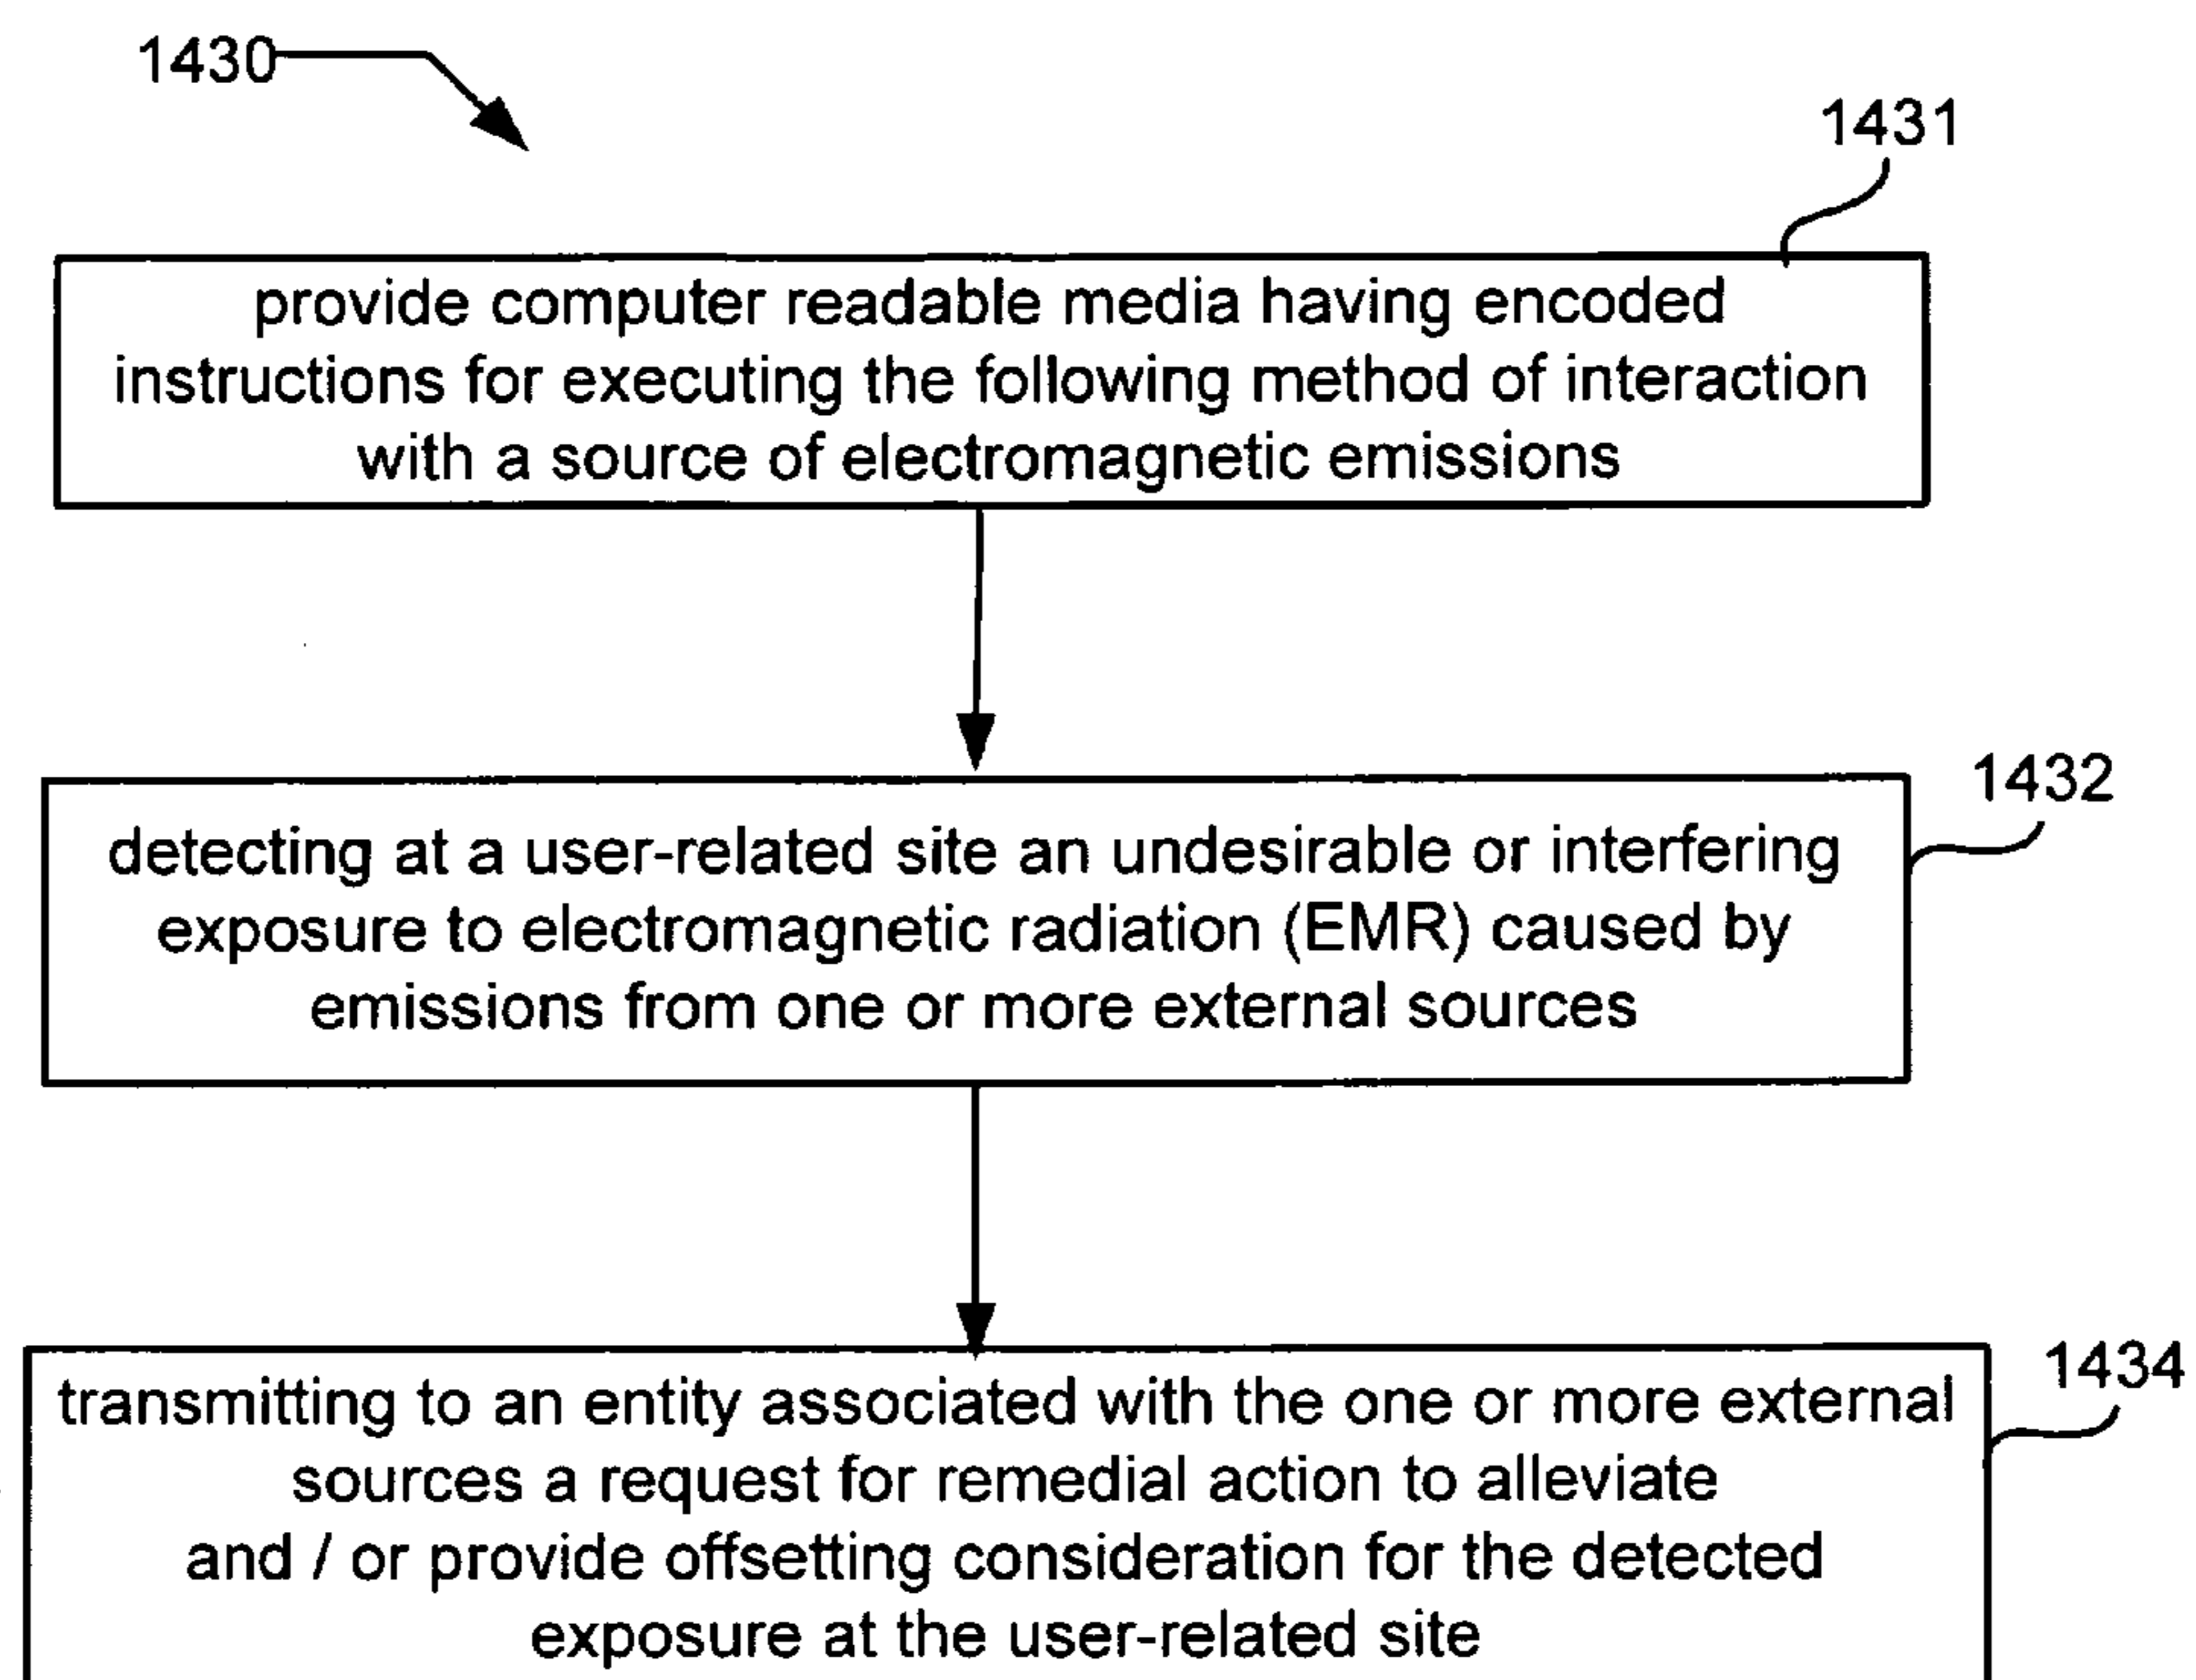 1430
1431
provide computer readable media having encoded
instructions for executing the following method of interaction
with a source of electromagnetic emissions
1432
detecting at a user-related site an undesirable or interfering
exposure to electromagnetic radiation (EMR) caused by
emissions from one or more external sources
1434
transmitting to an entity associated with the one or more external
sources a request for remedial action to alleviate
and / or provide offsetting consideration for the detected
exposure at the user-related site